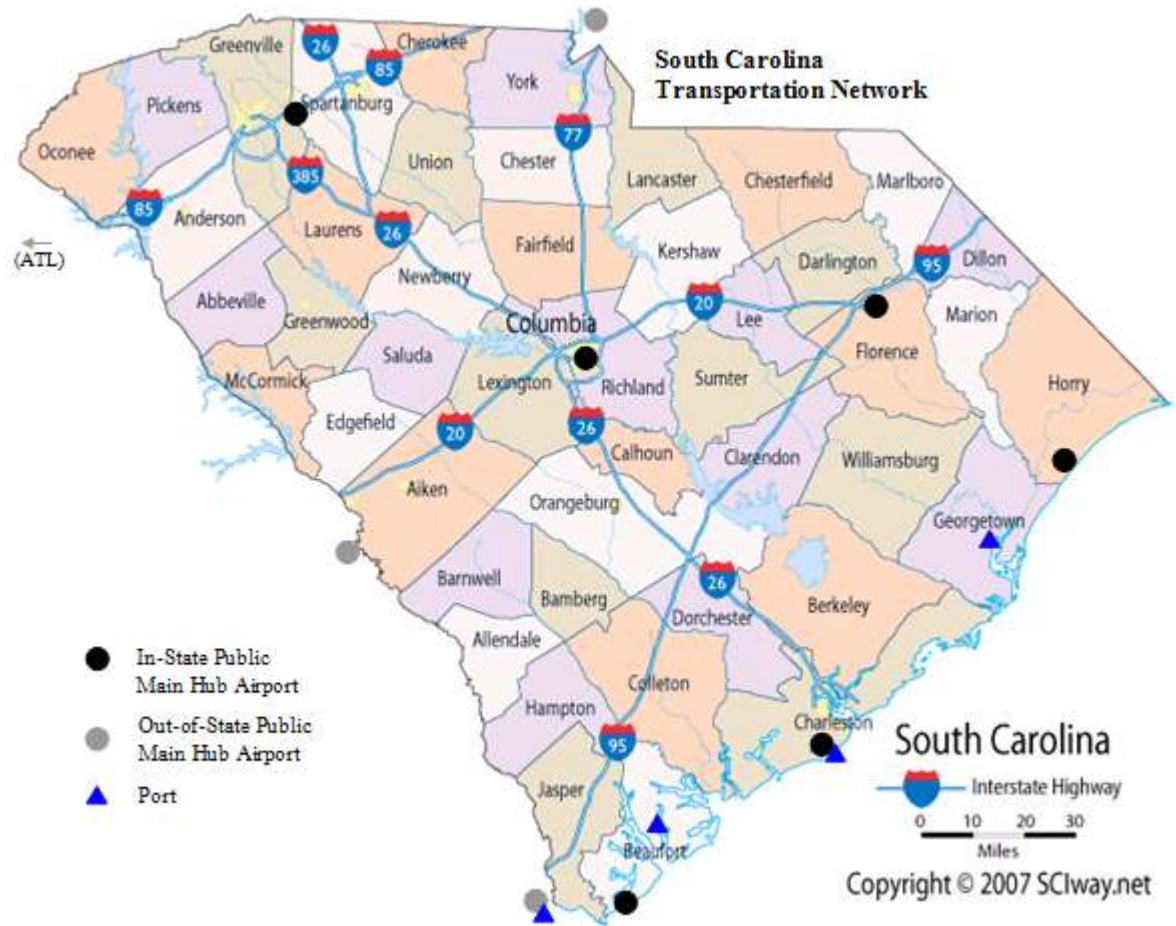 South Carolina
Transportation Network
Greenville
26
Cherokee
85
York
Pickens
Spartanburg
Oconee
77
Union
Chester
Lancaster
Chesterfield
Marlboro
385
85
Anderson
Laurens
26
Fairfield
Kershaw
Darlington
95
Dillon
(ATL)
Newberry
Abbeville
Greenwood
Columbia
20
Lee
Marion
Saluda
Florence
McCormick
Lexington
Richland
Sumter
Horry
Edgefield
20
26
Calhoun
Clarendon
Williamsburg
Aiken
Orangeburg
Georgetown
Barnwell
Bamberg
26
Dorchester
Berkeley
Allendale
Colleton
Hampton
Charleston
95
Jasper
Beaufort
In-State Public
Main Hub Airport
Out-of-State Public
Main Hub Airport
Port
South Carolina
Interstate Highway
0 10 20 30
Miles
Copyright © 2007 SCIway.net